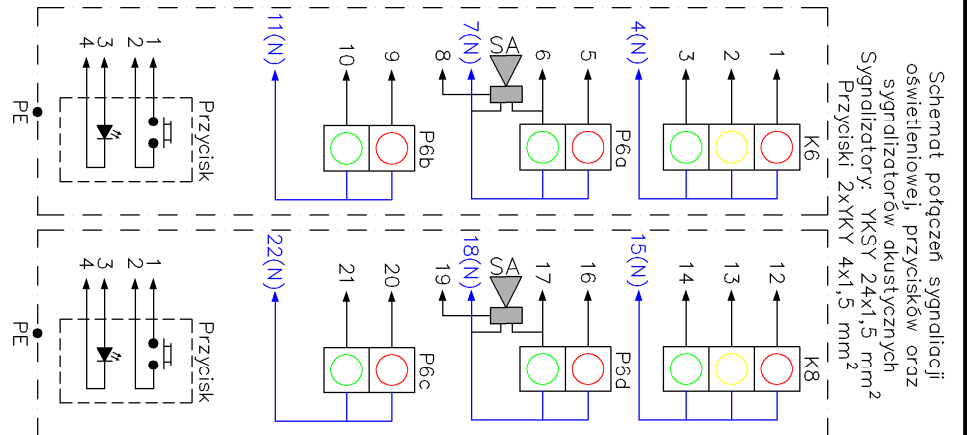 Schemat połączeń sygnaliacji
oświetleniowej, przycisków oraz
sygnalizatorów akustycznych
Sygnalizatory: YKSY 24x1,5 mm²
Przyciski 2xYKY 4x1,5 mm²
K6
1
2
3
4(N)
P6a
5
6
SA
7(N)
8
P6b
9
10
11(N)
Przycisk
1
2
3
4
PE
K8
12
13
14
15(N)
P6d
16
17
SA
18(N)
19
P6c
20
21
22(N)
Przycisk
1
2
3
4
PE